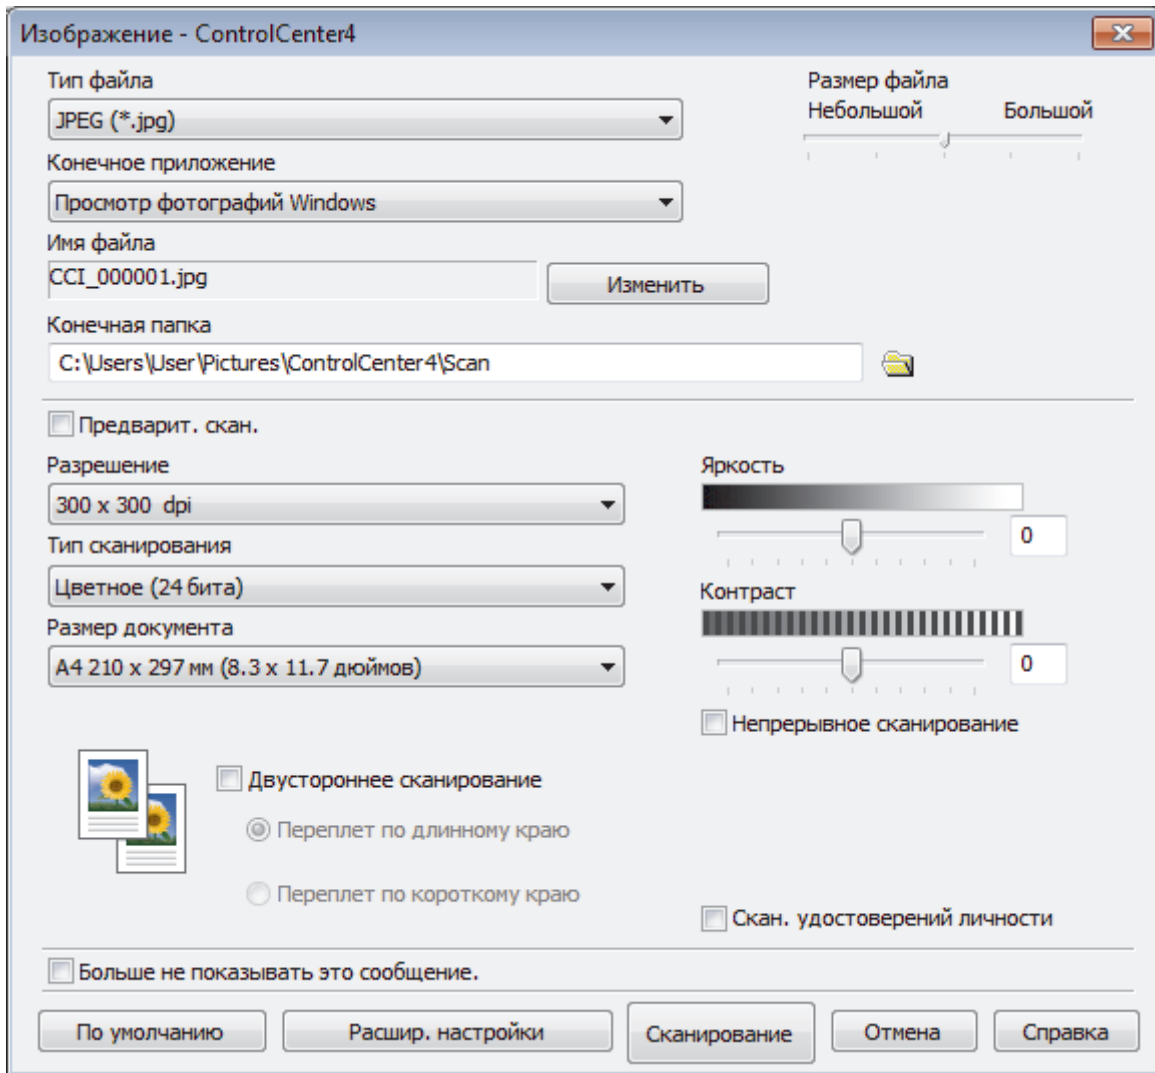 Изображение - ControlCenter4
Тип файла
JPEG (*.jpg)
Размер файла
Небольшой Большой
Конечное приложение
Просмотр фотографий Windows
Имя файла
CCI_000001.jpg
Изменить
Конечная папка
C:\Users\User\Pictures\ControlCenter4\Scan
Предварит. скан.
Разрешение
300 x 300 dpi
Тип сканирования
Цветное (24 бита)
Размер документа
A4 210 x 297 мм (8.3 x 11.7 дюймов)
Яркость
0
Контраст
0
Непрерывное сканирование
Двустороннее сканирование
Переплет по длинному краю
Переплет по короткому краю
Скан. удостоверений личности
Больше не показывать это сообщение.
По умолчанию Расшир. настройки Сканирование Отмена Справка